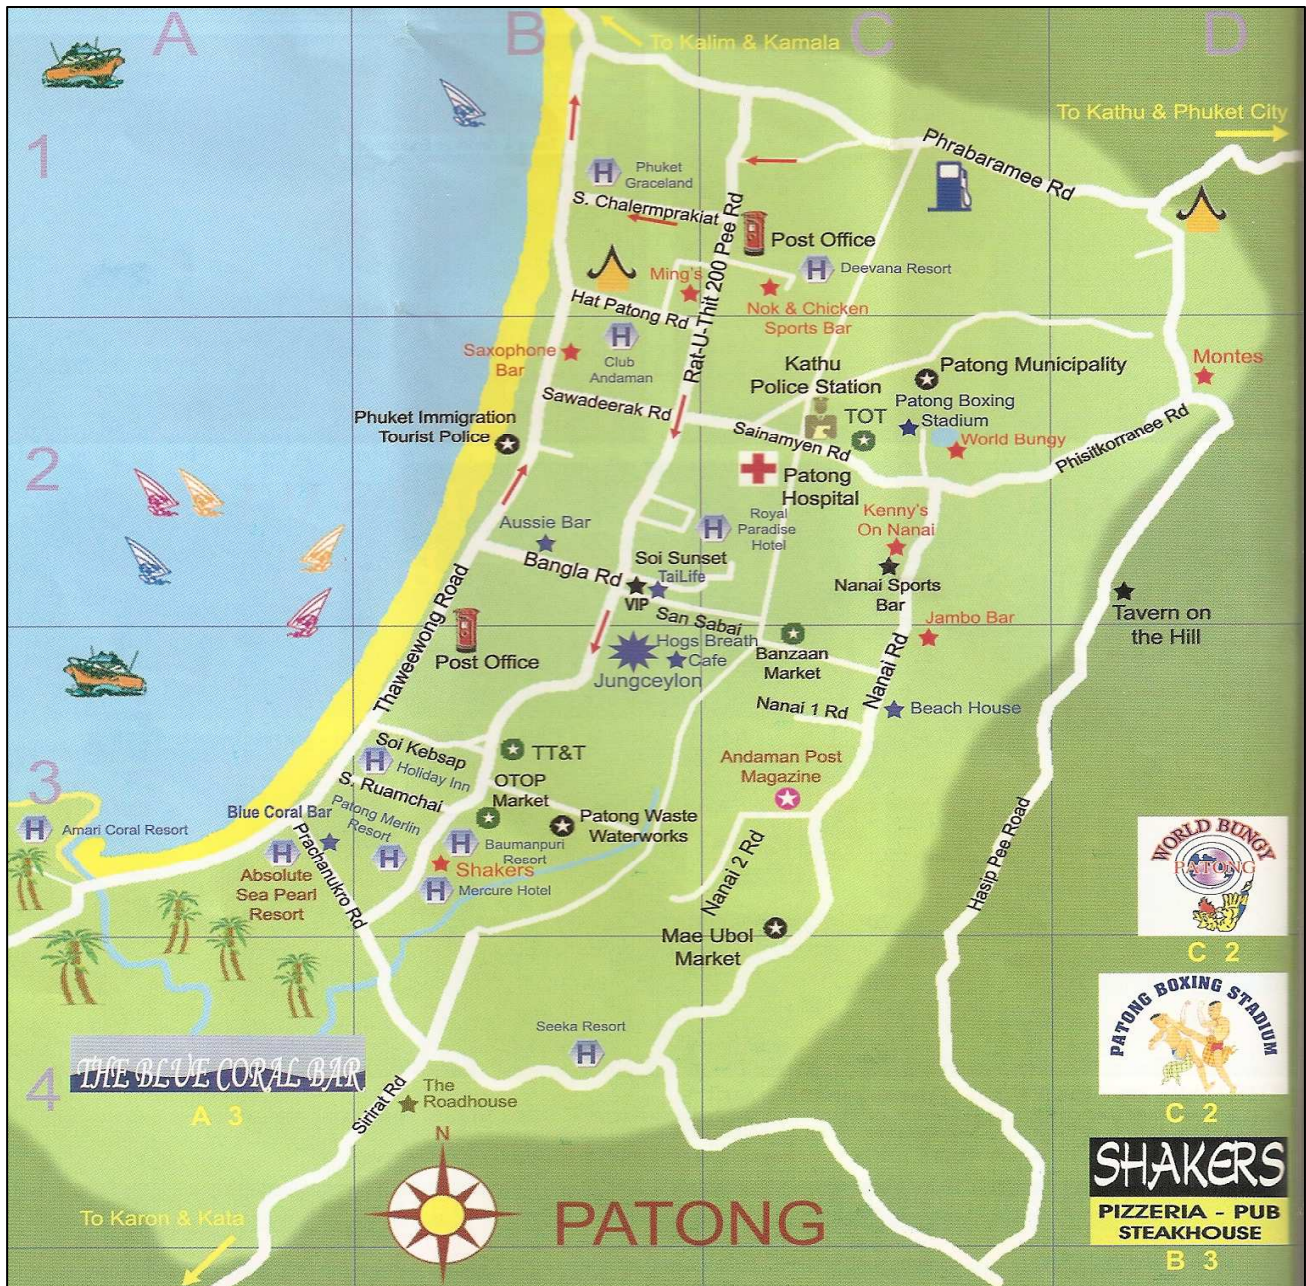 A
B
C
D
To Kalim & Kamala
To Kathu & Phuket City
1
Phrabaramee Rd
H
Phuket
Graceland
S. Chalermprakiat
Rat-U-Thit 200 Pee Rd
Post Office
H
Deevana Resort
Ming's
Nok & Chicken
Sports Bar
Hat Patong Rd
H
Club
Andaman
Saxophone
Bar
Kathu
Police Station
Patong Municipality
Montes
Sawadeerak Rd
Phuket Immigration
Tourist Police
TOT
Patong Boxing
Stadium
World Bungy
Phisitkorranee Rd
Sainamyen Rd
2
Patong
Hospital
H
Royal
Paradise
Hotel
Kenny's
On Nanai
Aussie Bar
Bangla Rd
Soi Sunset
TaiLife
VIP
Nanai Sports
Bar
San Sabai
Jambo Bar
Tavern on
the Hill
Thaweewong Road
Post Office
Hogs Breath
Cafe
Jungceylon
Banzaan
Market
Nanai Rd
Nanai 1 Rd
Beach House
Soi Kebsap
H
Holiday Inn
TT&T
OTOP
Market
Andaman Post
Magazine
3
S. Ruamchai
H
Amari Coral Resort
Blue Coral Bar
Patong Merlin
Resort
H
Patong Waste
Waterworks
H
Baumanpuri
Resort
Shakers
H
Mercure Hotel
H
Absolute
Sea Pearl
Resort
Prachanukro Rd
Nanai 2 Rd
Hasip Pee Road
Mae Ubol
Market
WORLD BUNGY
PATONG
C 2
PATONG BOXING STADIUM
C 2
Seeka Resort
H
4
THE BLUE CORAL BAR
A 3
The
Roadhouse
Sirirat Rd
N
PATONG
SHAKERS
PIZZERIA - PUB
STEAKHOUSE
B 3
To Karon & Kata